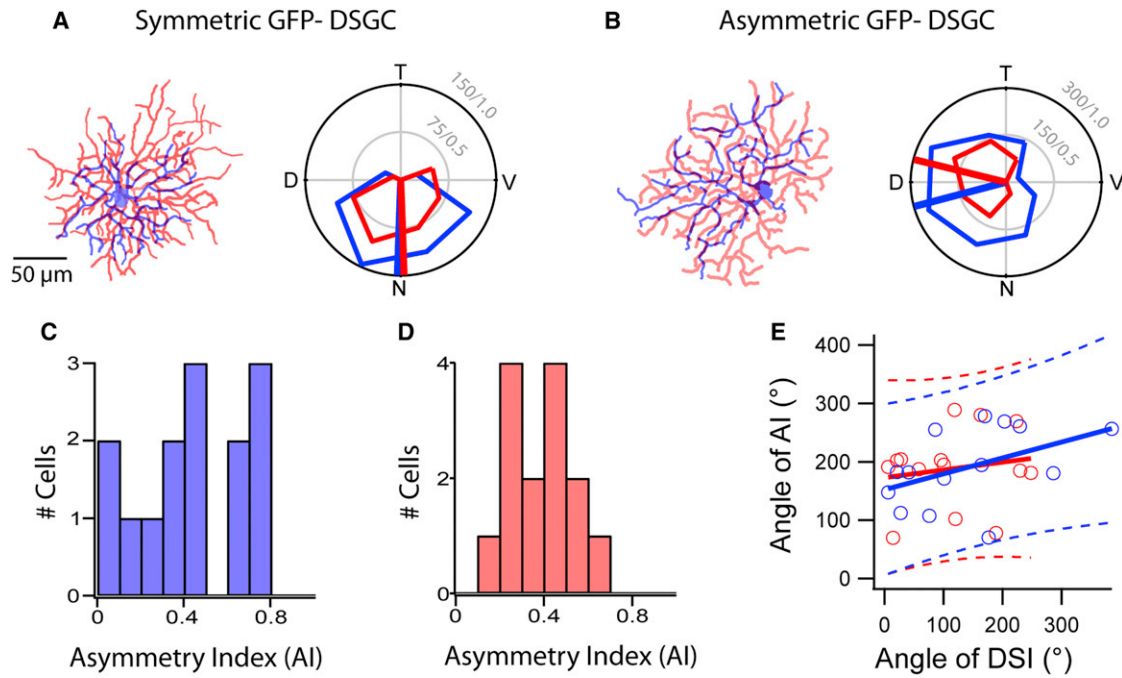 A Symmetric GFP- DSGC
50 µm
T
D
V
N
150/1.0
75/0.5
B Asymmetric GFP- DSGC
T
D
V
N
300/1.0
150/0.5
C
# Cells
3
2
1
0
0 0.4 0.8
Asymmetry Index (AI)
D
# Cells
4
2
0
0 0.4 0.8
Asymmetry Index (AI)
E
Angle of AI (°)
400
300
200
100
0
0 100 200 300
Angle of DSI (°)